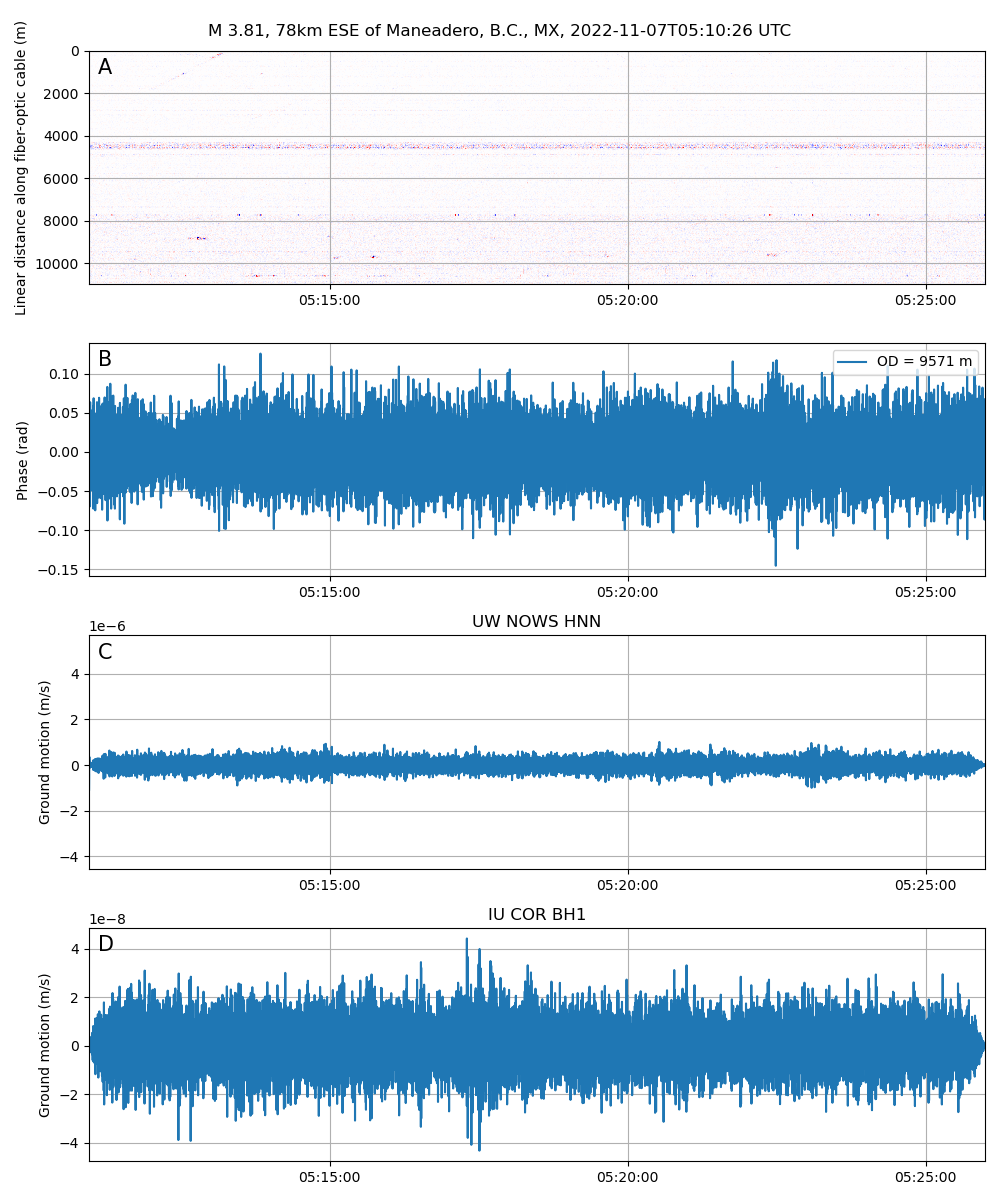 M 3.81, 78km ESE of Maneadero, B.C., MX, 2022-11-07T05:10:26 UTC
A
Linear distance along fiber-optic cable (m)
0
2000
4000
6000
8000
10000
05:15:00 05:20:00 05:25:00
B
OD = 9571 m
Phase (rad)
0.10
0.05
0.00
−0.05
−0.10
−0.15
05:15:00 05:20:00 05:25:00
UW NOWS HNN
1e−6
C
Ground motion (m/s)
4
2
0
−2
−4
05:15:00 05:20:00 05:25:00
IU COR BH1
1e−8
D
Ground motion (m/s)
4
2
0
−2
−4
05:15:00 05:20:00 05:25:00